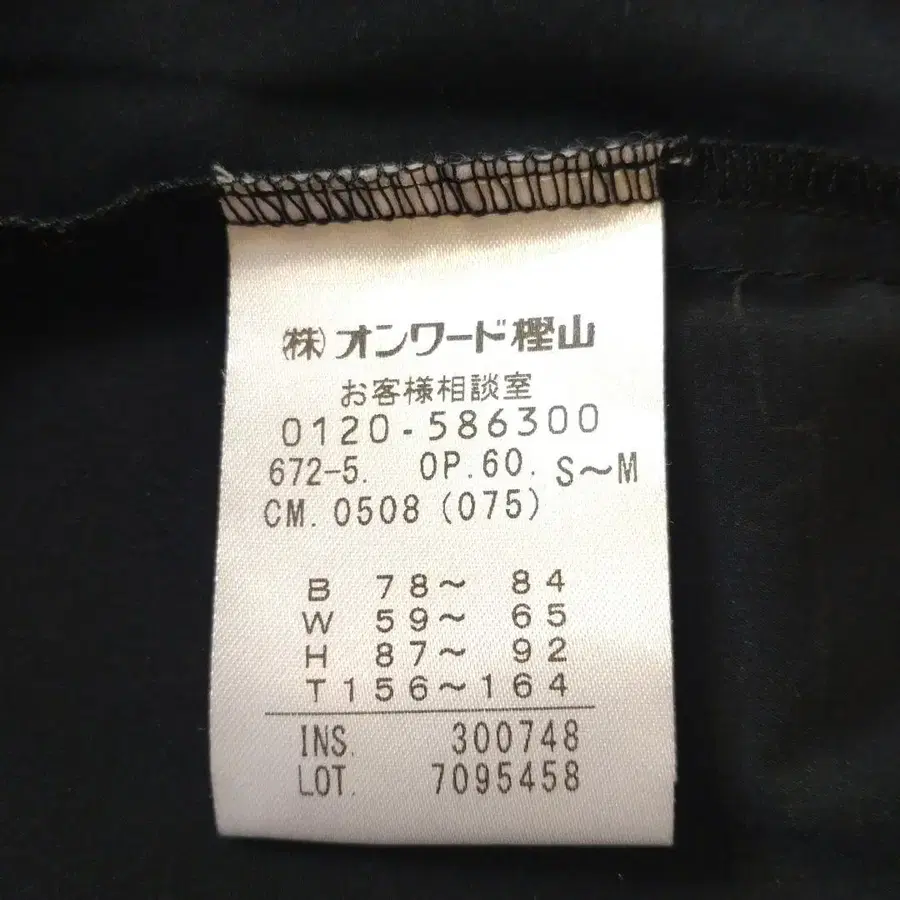 ㈱オンワード樫山
お客様相談室
0120-586300
672-5. OP.60. S〜M
CM. 0508 (075)
B 78〜 84
W 59〜 65
H 87〜 92
T156〜164
INS. 300748
LOT. 7095458